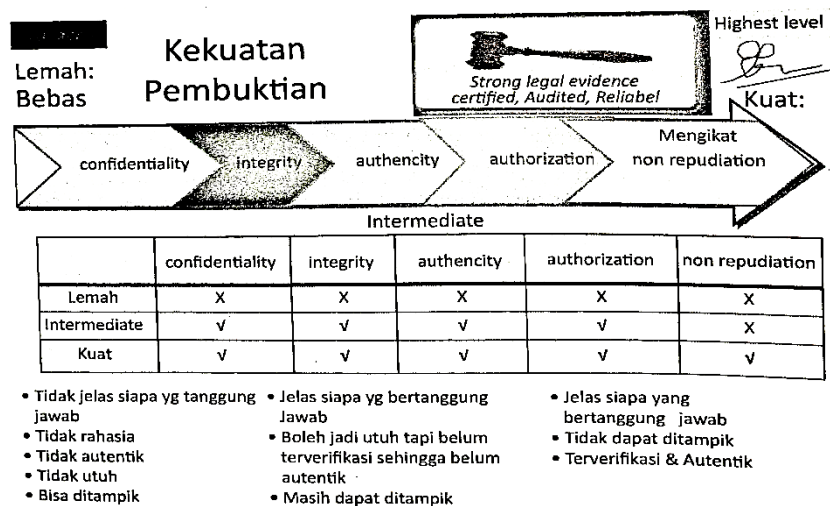 Highest level
Kekuatan
Pembuktian
Lemah:
Bebas
Strong legal evidence
certified, Audited, Reliabel
Kuat:
confidentiality
integrity
authencity
authorization
Mengikat
non repudiation
Intermediate
confidentiality integrity authencity authorization non repudiation
Lemah X X X X X
Intermediate √ √ √ √ X
Kuat √ √ √ √ √
• Tidak jelas siapa yg tanggung
jawab
• Tidak rahasia
• Tidak autentik
• Tidak utuh
• Bisa ditampik
• Jelas siapa yg bertanggung
Jawab
• Boleh jadi utuh tapi belum
terverifikasi sehingga belum
autentik
• Masih dapat ditampik
• Jelas siapa yang
bertanggung jawab
• Tidak dapat ditampik
• Terverifikasi & Autentik